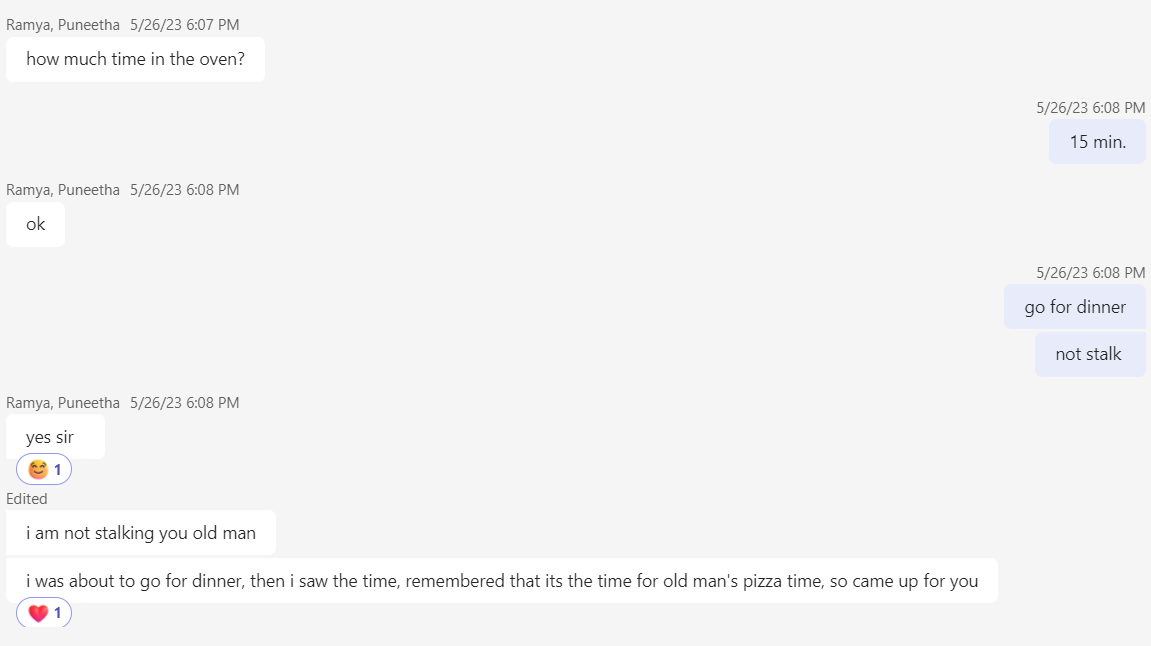 Ramya, Puneetha 5/26/23 6:07 PM
how much time in the oven?
5/26/23 6:08 PM
15 min.
Ramya, Puneetha 5/26/23 6:08 PM
ok
5/26/23 6:08 PM
go for dinner
not stalk
Ramya, Puneetha 5/26/23 6:08 PM
yes sir
1
Edited
i am not stalking you old man
i was about to go for dinner, then i saw the time, remembered that its the time for old man's pizza time, so came up for you
1